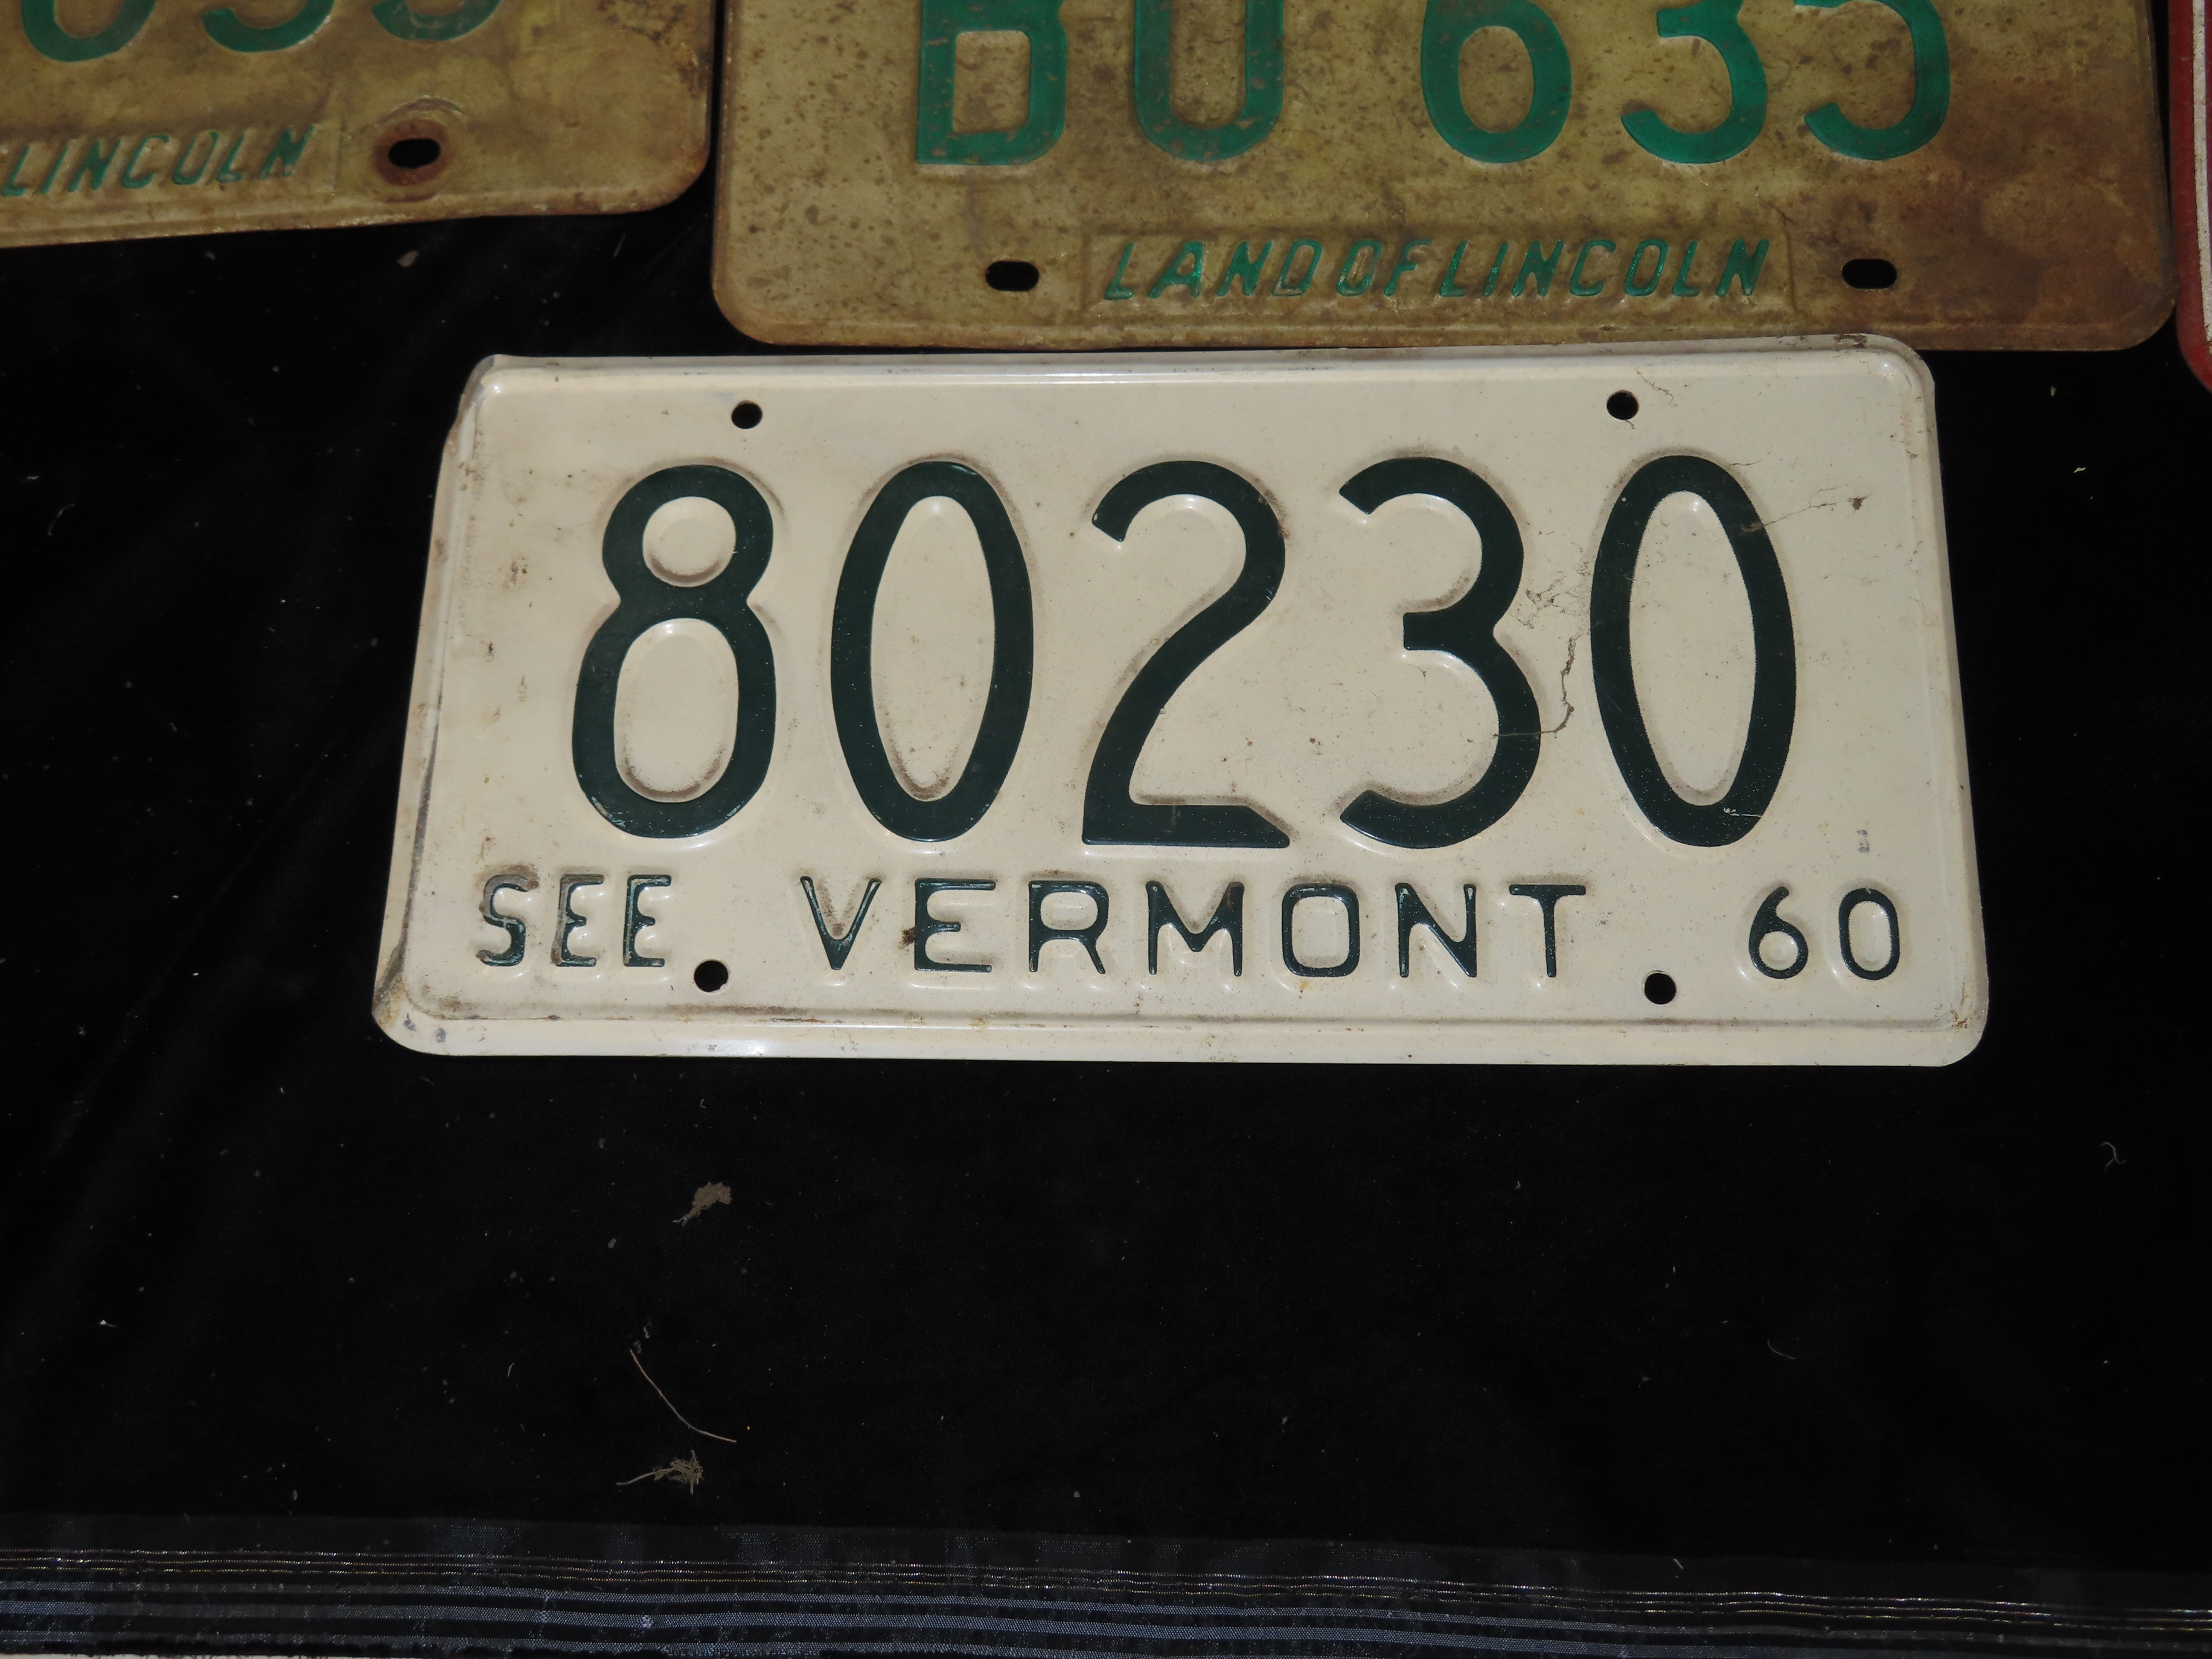 BU 635
LINCOLN
LAND OF LINCOLN
80230
SEE VERMONT 60